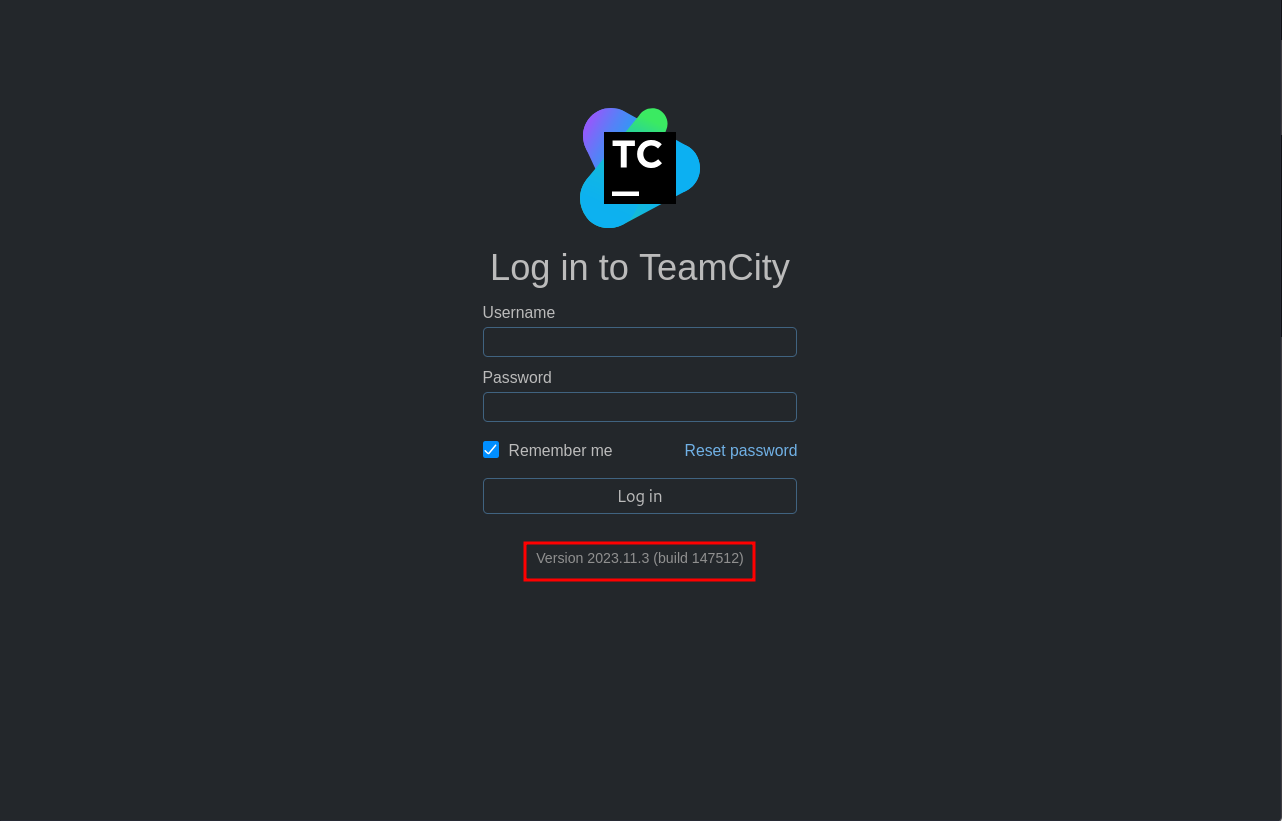 TC
Log in to TeamCity
Username
Password
Remember me Reset password
Log in
Version 2023.11.3 (build 147512)